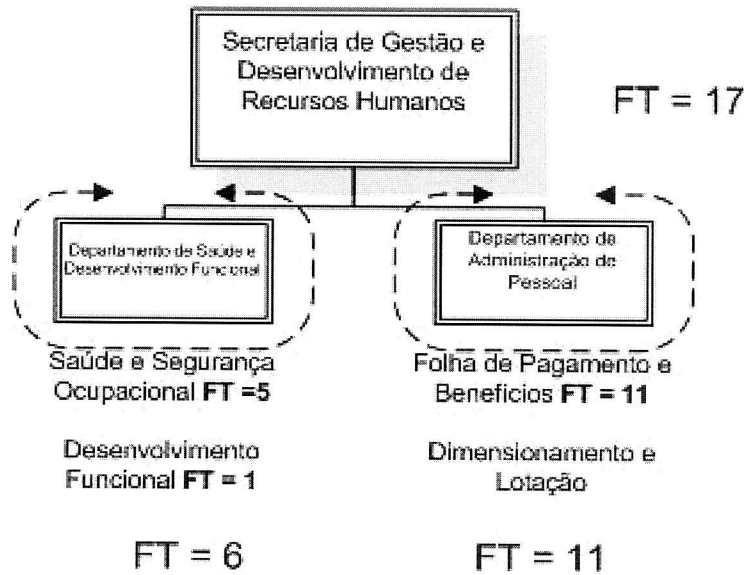 Secretaria de Gestão e
Desenvolvimento de
Recursos Humanos
FT = 17
Departamento de Saúde e
Desenvolvimento Funcional
Departamento de
Administração de
Pessoal
Saúde e Segurança
Ocupacional FT =5
Desenvolvimento
Funcional FT = 1
FT = 6
Folha de Pagamento e
Beneficios FT = 11
Dimensionamento e
Lotação
FT = 11